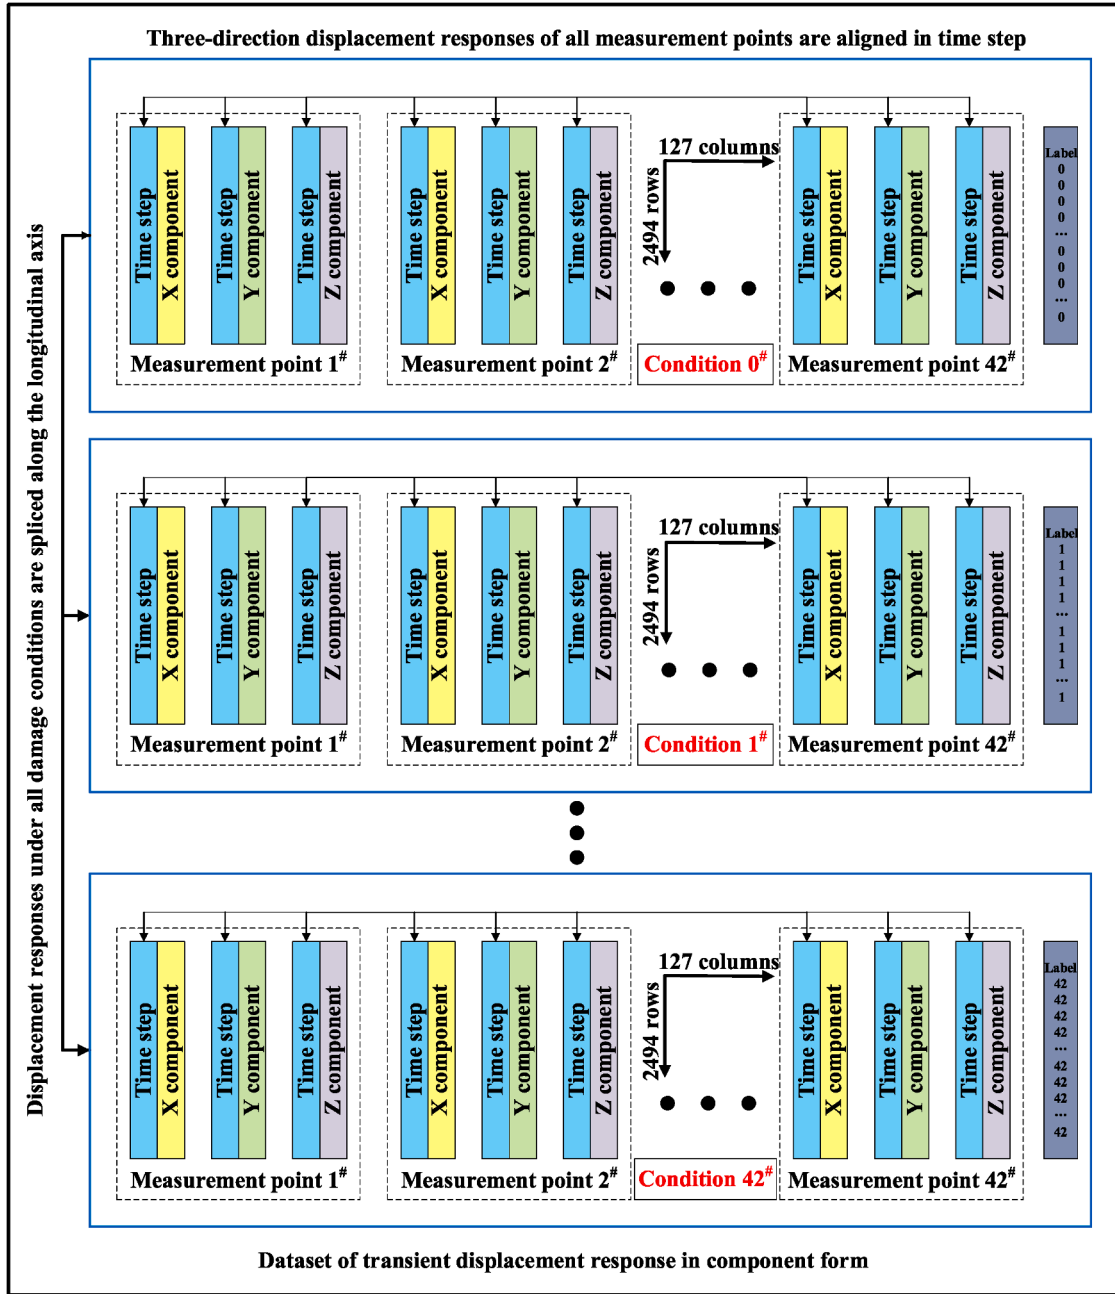 Three-direction displacement responses of all measurement points are aligned in time step
Displacement responses under all damage conditions are spliced along the longitudinal axis
Time step
X component
Time step
Y component
Time step
Z component
Measurement point 1#
Time step
X component
Time step
Y component
Time step
Z component
Measurement point 2#
127 columns
2494 rows
Condition 0#
Time step
X component
Time step
Y component
Time step
Z component
Measurement point 42#
Label
0
0
0
0
...
0
0
0
...
0
Time step
X component
Time step
Y component
Time step
Z component
Measurement point 1#
Time step
X component
Time step
Y component
Time step
Z component
Measurement point 2#
127 columns
2494 rows
Condition 1#
Time step
X component
Time step
Y component
Time step
Z component
Measurement point 42#
Label
1
1
1
1
...
1
1
1
...
1
Time step
X component
Time step
Y component
Time step
Z component
Measurement point 1#
Time step
X component
Time step
Y component
Time step
Z component
Measurement point 2#
127 columns
2494 rows
Condition 42#
Time step
X component
Time step
Y component
Time step
Z component
Measurement point 42#
Label
42
42
42
42
...
42
42
42
...
42
Dataset of transient displacement response in component form